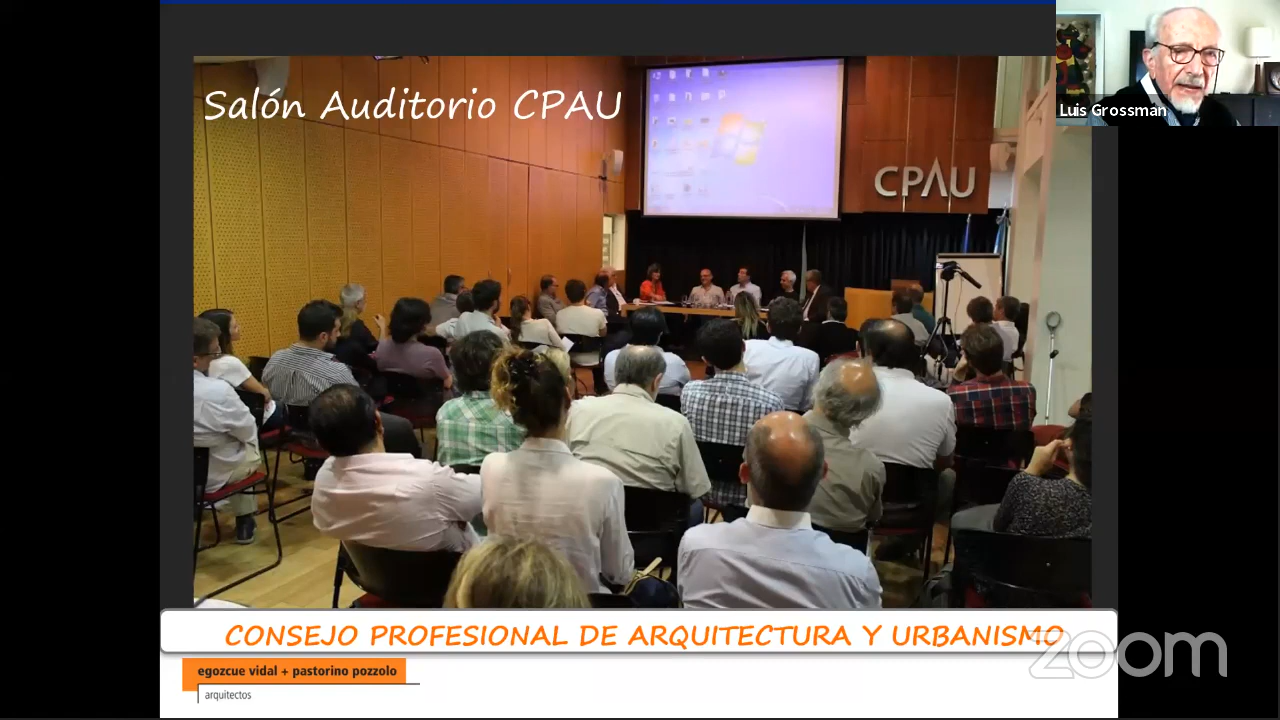 Salón Auditorio CPAU
CPAU
Luis Grossman
CONSEJO PROFESIONAL DE ARQUITECTURA Y URBANISMO
zoom
egozcue vidal + pastorino pozzolo
arquitectos